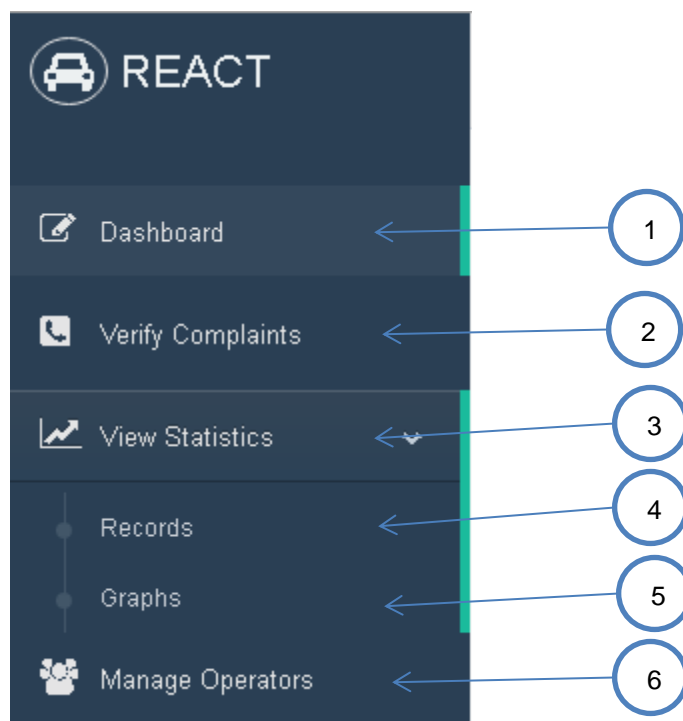 REACT
Dashboard 1
Verify Complaints 2
View Statistics 3
Records 4
Graphs 5
Manage Operators 6